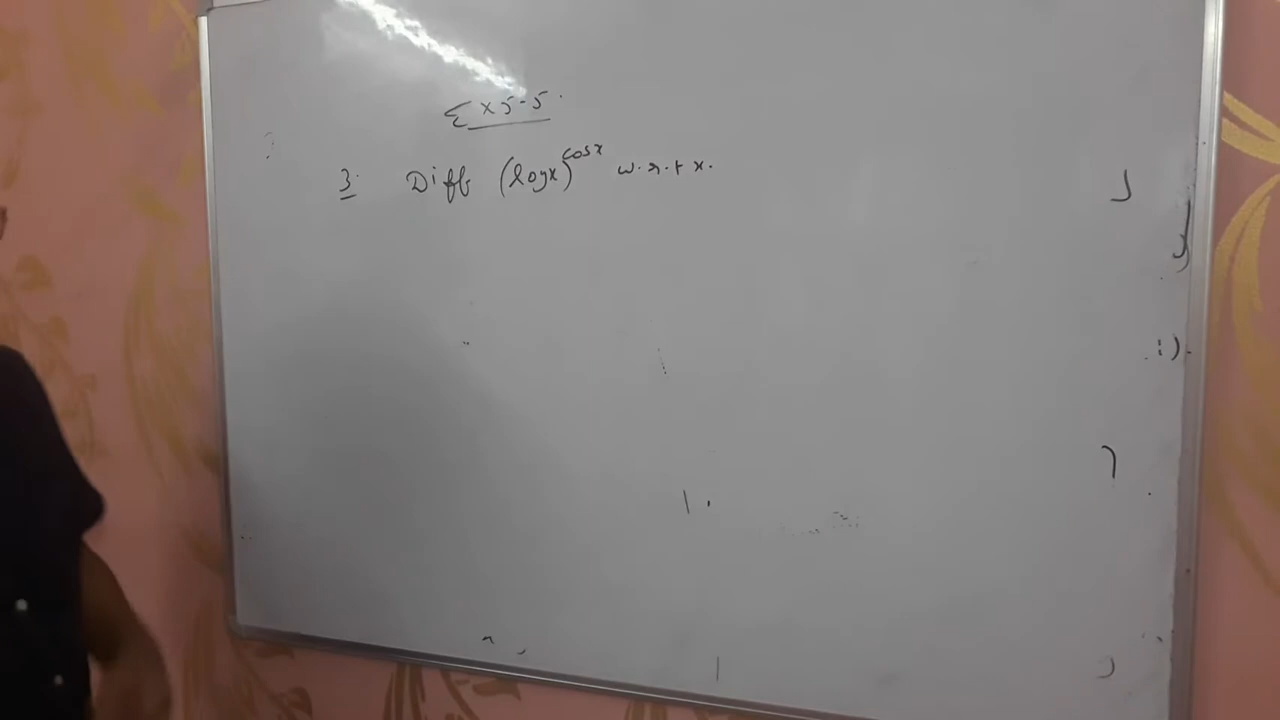 Ex 5.5.
3. Diff (logx)^cosx w.r.t x.